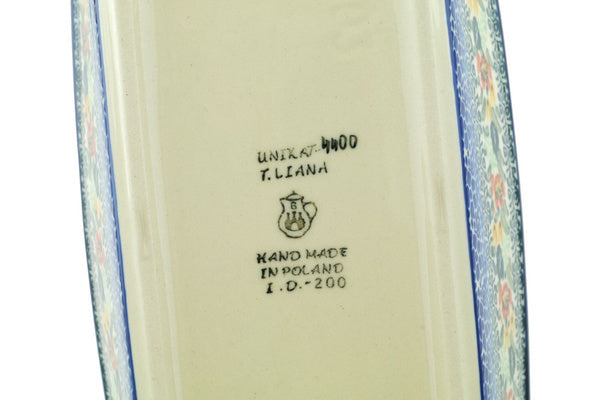 UNIKAT 4400
T. LIANA
HAND MADE
IN POLAND
I.D.-200